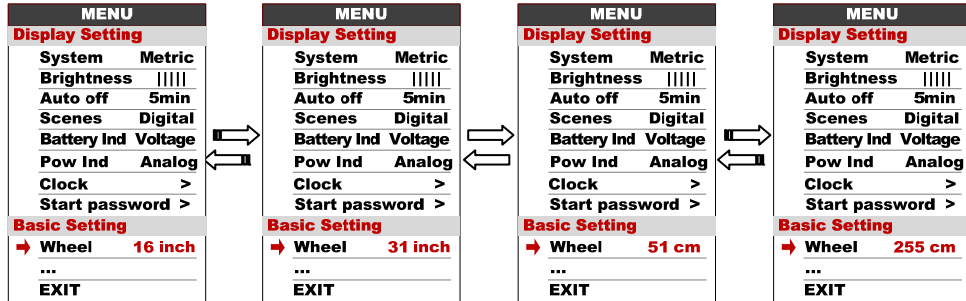 MENU
Display Setting
System Metric
Brightness |||||
Auto off 5min
Scenes Digital
Battery Ind Voltage
Pow Ind Analog
Clock >
Start password >
Basic Setting
Wheel 16 inch
...
EXIT
MENU
Display Setting
System Metric
Brightness |||||
Auto off 5min
Scenes Digital
Battery Ind Voltage
Pow Ind Analog
Clock >
Start password >
Basic Setting
Wheel 31 inch
...
EXIT
MENU
Display Setting
System Metric
Brightness |||||
Auto off 5min
Scenes Digital
Battery Ind Voltage
Pow Ind Analog
Clock >
Start password >
Basic Setting
Wheel 51 cm
...
EXIT
MENU
Display Setting
System Metric
Brightness |||||
Auto off 5min
Scenes Digital
Battery Ind Voltage
Pow Ind Analog
Clock >
Start password >
Basic Setting
Wheel 255 cm
...
EXIT